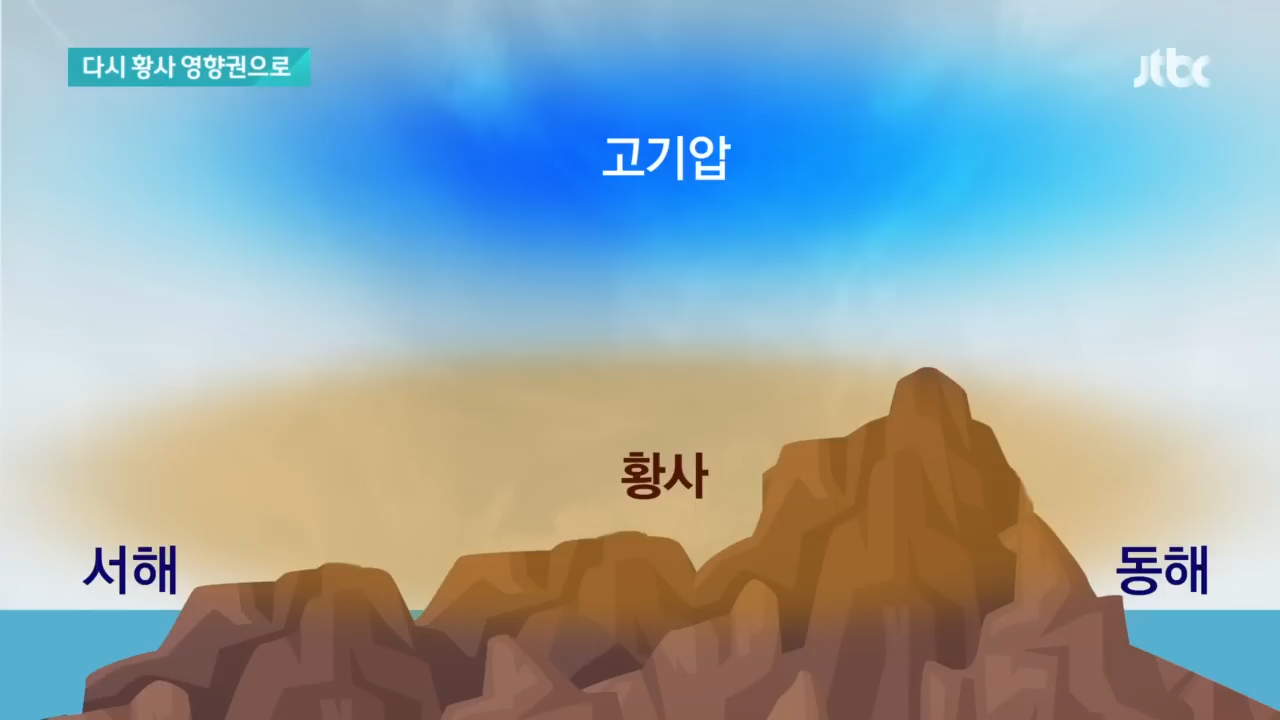 다시 황사 영향권으로
jtbc
고기압
황사
서해
동해